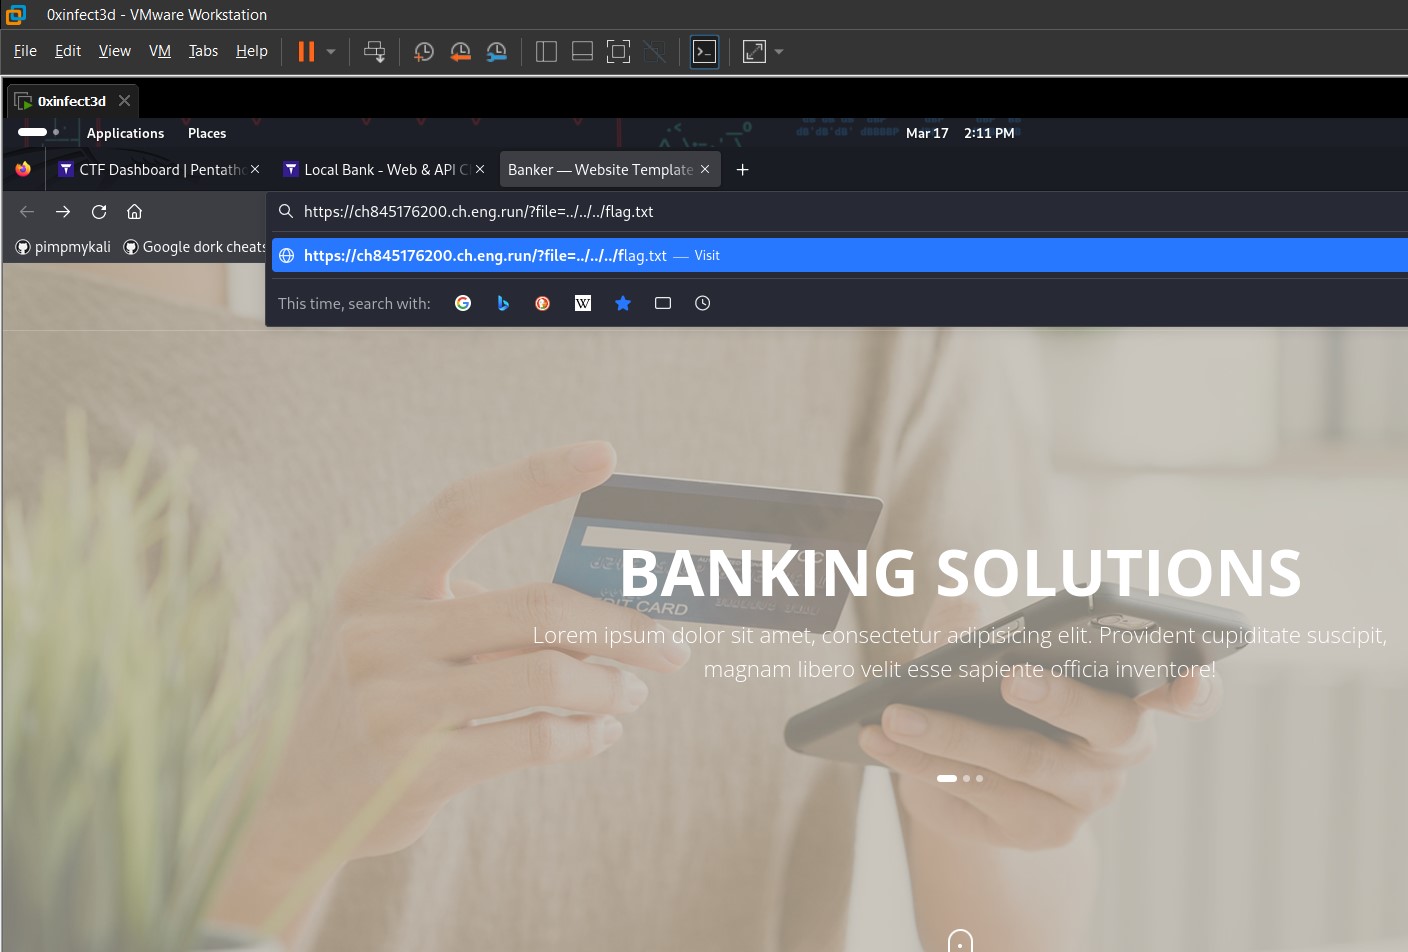 0xinfect3d - VMware Workstation
File Edit View VM Tabs Help
0xinfect3d
Applications Places Mar 17 2:11 PM
CTF Dashboard | Pentath Local Bank - Web & API C Banker — Website Template
https://ch845176200.ch.eng.run/?file=../../../flag.txt
pimpmykali Google dork cheats
https://ch845176200.ch.eng.run/?file=../../../flag.txt — Visit
This time, search with:
BANKING SOLUTIONS
Lorem ipsum dolor sit amet, consectetur adipisicing elit. Provident cupiditate suscipit,
magnam libero velit esse sapiente officia inventore!